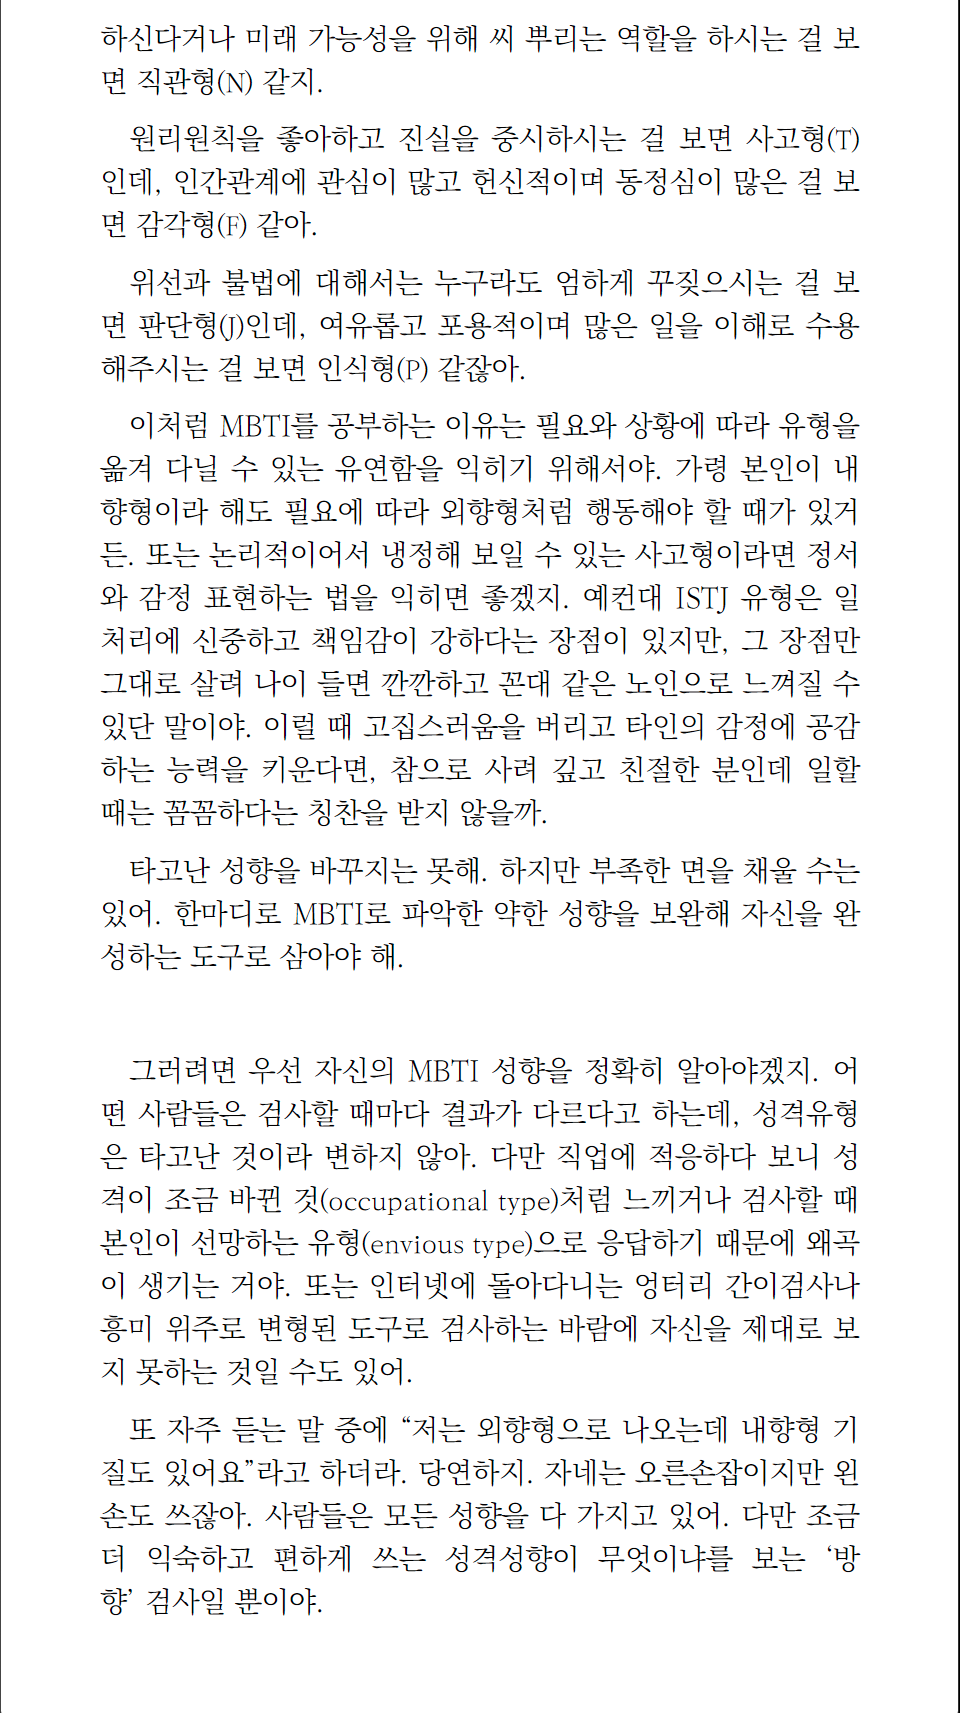 하신다거나 미래 가능성을 위해 씨 뿌리는 역할을 하시는 걸 보
면 직관형(N) 같지.
원리원칙을 좋아하고 진실을 중시하시는 걸 보면 사고형(T)
인데, 인간관계에 관심이 많고 헌신적이며 동정심이 많은 걸 보
면 감각형(F) 같아.
위선과 불법에 대해서는 누구라도 엄하게 꾸짖으시는 걸 보
면 판단형(J)인데, 여유롭고 포용적이며 많은 일을 이해로 수용
해주시는 걸 보면 인식형(P) 같잖아.
이처럼 MBTI를 공부하는 이유는 필요와 상황에 따라 유형을
옮겨 다닐 수 있는 유연함을 익히기 위해서야. 가령 본인이 내
향형이라 해도 필요에 따라 외향형처럼 행동해야 할 때가 있거
든. 또는 논리적이어서 냉정해 보일 수 있는 사고형이라면 정서
와 감정 표현하는 법을 익히면 좋겠지. 예컨대 ISTJ 유형은 일
처리에 신중하고 책임감이 강하다는 장점이 있지만, 그 장점만
그대로 살려 나이 들면 깐깐하고 꼰대 같은 노인으로 느껴질 수
있단 말이야. 이럴 때 고집스러움을 버리고 타인의 감정에 공감
하는 능력을 키운다면, 참으로 사려 깊고 친절한 분인데 일할
때는 꼼꼼하다는 칭찬을 받지 않을까.
타고난 성향을 바꾸지는 못해. 하지만 부족한 면을 채울 수는
있어. 한마디로 MBTI로 파악한 약한 성향을 보완해 자신을 완
성하는 도구로 삼아야 해.
그러려면 우선 자신의 MBTI 성향을 정확히 알아야겠지. 어
떤 사람들은 검사할 때마다 결과가 다르다고 하는데, 성격유형
은 타고난 것이라 변하지 않아. 다만 직업에 적응하다 보니 성
격이 조금 바뀐 것(occupational type)처럼 느끼거나 검사할 때
본인이 선망하는 유형(envious type)으로 응답하기 때문에 왜곡
이 생기는 거야. 또는 인터넷에 돌아다니는 엉터리 간이검사나
흥미 위주로 변형된 도구로 검사하는 바람에 자신을 제대로 보
지 못하는 것일 수도 있어.
또 자주 듣는 말 중에 “저는 외향형으로 나오는데 내향형 기
질도 있어요”라고 하더라. 당연하지. 자네는 오른손잡이지만 왼
손도 쓰잖아. 사람들은 모든 성향을 다 가지고 있어. 다만 조금
더 익숙하고 편하게 쓰는 성격성향이 무엇이냐를 보는 ‘방
향’ 검사일 뿐이야.